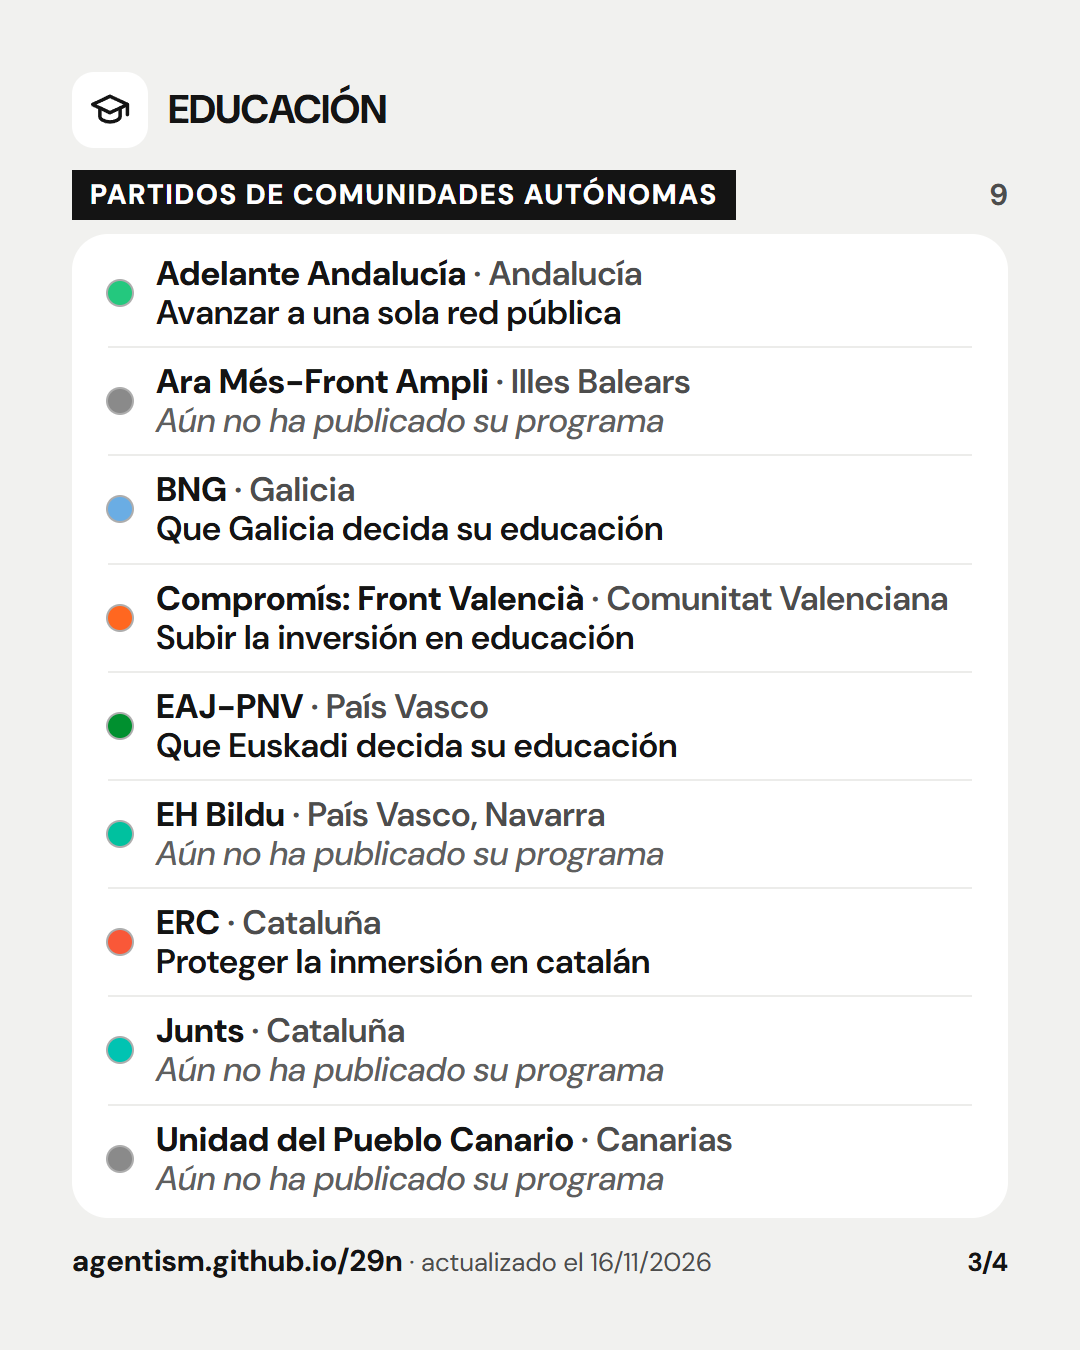 EDUCACIÓN
PARTIDOS DE COMUNIDADES AUTÓNOMAS 9
Adelante Andalucía · Andalucía
Avanzar a una sola red pública
Ara Més-Front Ampli · Illes Balears
Aún no ha publicado su programa
BNG · Galicia
Que Galicia decida su educación
Compromís: Front Valencià · Comunitat Valenciana
Subir la inversión en educación
EAJ-PNV · País Vasco
Que Euskadi decida su educación
EH Bildu · País Vasco, Navarra
Aún no ha publicado su programa
ERC · Cataluña
Proteger la inmersión en catalán
Junts · Cataluña
Aún no ha publicado su programa
Unidad del Pueblo Canario · Canarias
Aún no ha publicado su programa
agentism.github.io/29n · actualizado el 16/11/2026 3/4